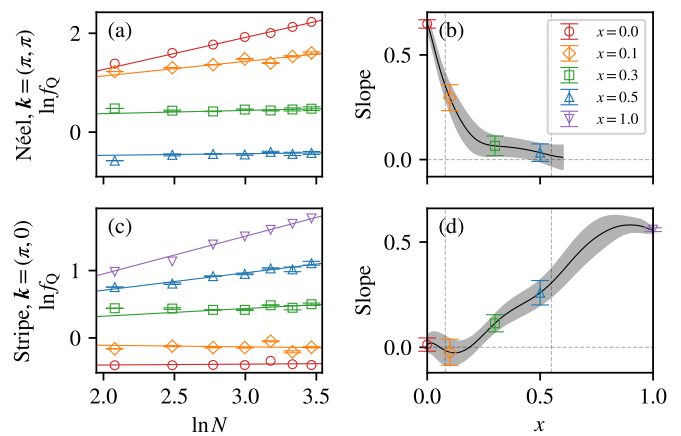 (a)
Néel, k = (π, π)
ln f_Q
2
0
(b)
Slope
0.5
0.0
x = 0.0
x = 0.1
x = 0.3
x = 0.5
x = 1.0
(c)
Stripe, k = (π, 0)
ln f_Q
1
0
2.0 2.5 3.0 3.5
ln N
(d)
Slope
0.5
0.0
0.0 0.5 1.0
x